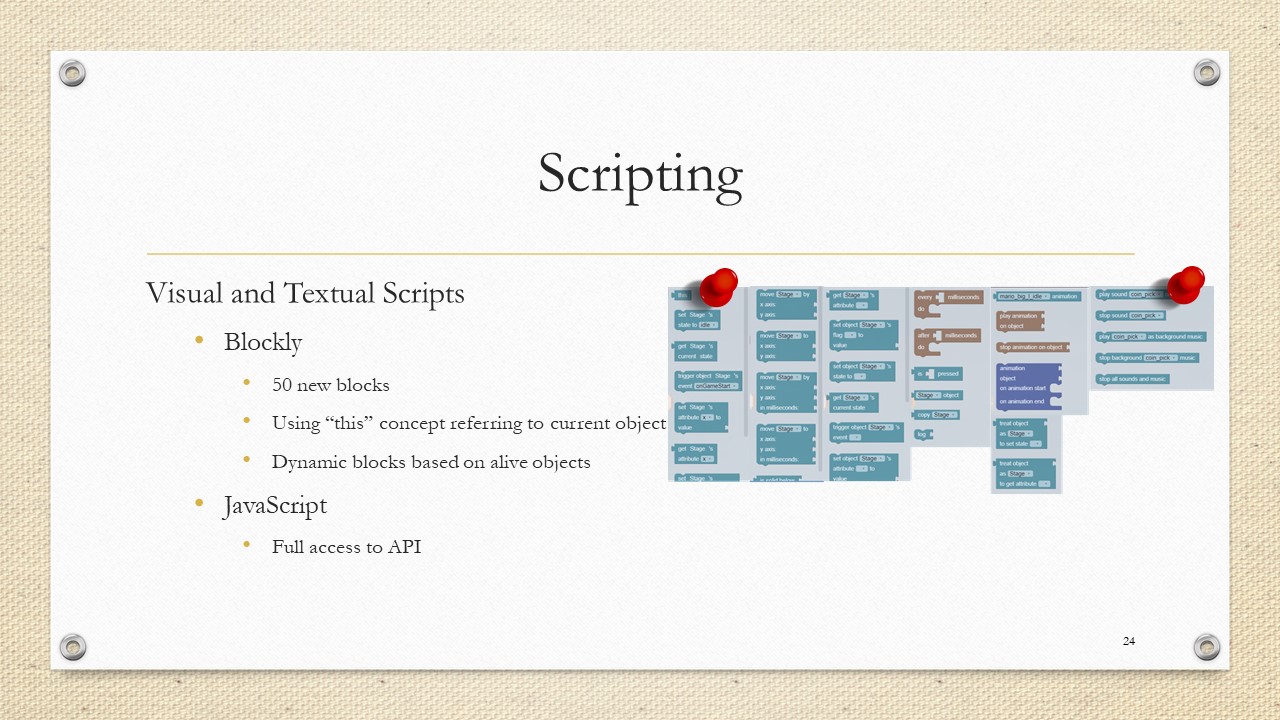 Scripting
Visual and Textual Scripts
• Blockly
• 50 new blocks
• Using “this” concept referring to current object
• Dynamic blocks based on alive objects
• JavaScript
• Full access to API
set Stage 's
state to idle
get Stage 's
current state
trigger object Stage 's
event onGameStart
set Stage 's
attribute x to
value
get Stage 's
attribute x
set Stage 's
move Stage by
x axis:
y axis:
move Stage to
x axis:
y axis:
move Stage by
x axis:
y axis:
in milliseconds:
move Stage to
x axis:
y axis:
in milliseconds:
get Stage 's
attribute
set object Stage 's
flag to
value
set object Stage 's
state to
get Stage 's
current state
trigger object Stage 's
event
set object Stage 's
attribute to
value
every milliseconds
do
after milliseconds
do
is pressed
Stage object
copy Stage
log
mario_big_l_idle animation
play animation
on object
stop animation on object
animation
object
on animation start
on animation end
treat object
as Stage
to set state
treat object
as Stage
to get attribute
play sound coin_pick
stop sound coin_pick
play coin_pick as background music
stop background coin_pick music
stop all sounds and music
24